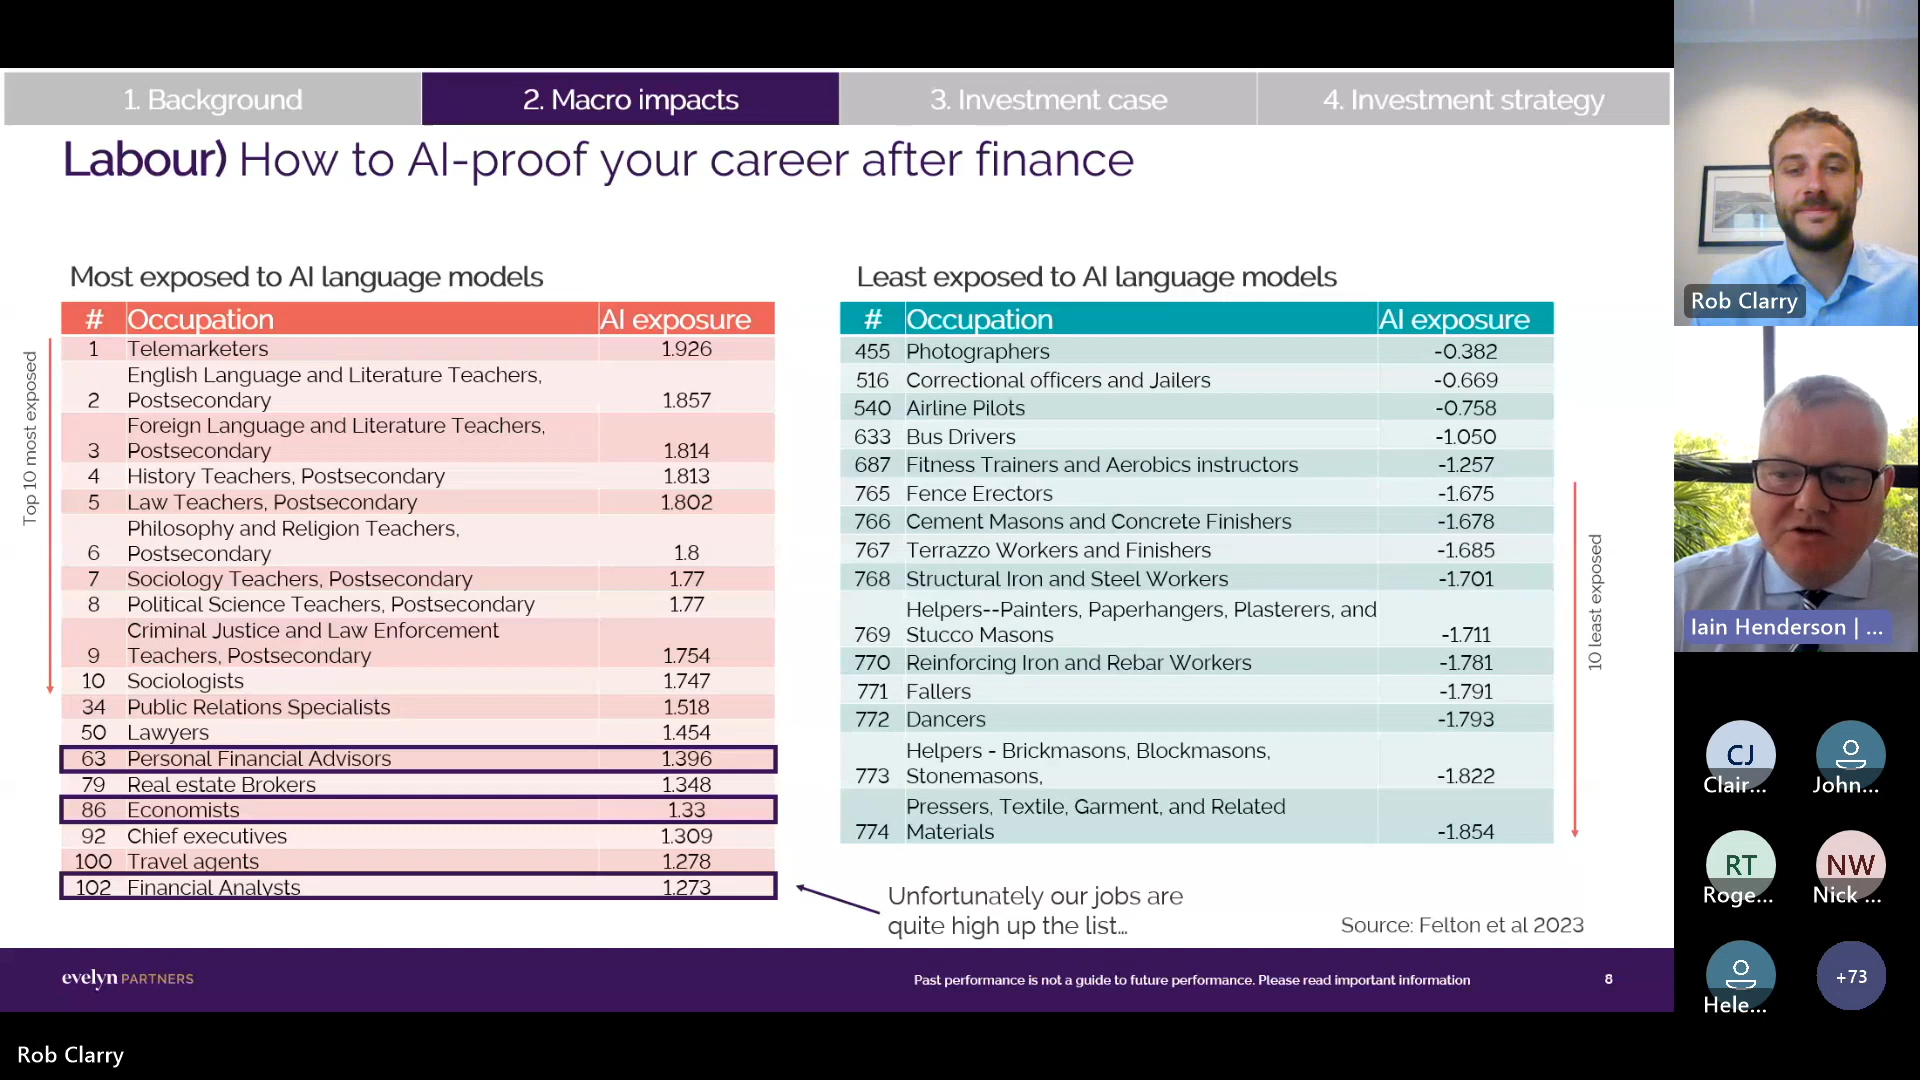 1. Background
2. Macro impacts
3. Investment case
4. Investment strategy
Labour) How to AI-proof your career after finance
Most exposed to AI language models
# Occupation AI exposure
Top 10 most exposed
1 Telemarketers 1.926
English Language and Literature Teachers,
2 Postsecondary 1.857
Foreign Language and Literature Teachers,
3 Postsecondary 1.814
4 History Teachers, Postsecondary 1.813
5 Law Teachers, Postsecondary 1.802
Philosophy and Religion Teachers,
6 Postsecondary 1.8
7 Sociology Teachers, Postsecondary 1.77
8 Political Science Teachers, Postsecondary 1.77
Criminal Justice and Law Enforcement
9 Teachers, Postsecondary 1.754
10 Sociologists 1.747
34 Public Relations Specialists 1.518
50 Lawyers 1.454
63 Personal Financial Advisors 1.396
79 Real estate Brokers 1.348
86 Economists 1.33
92 Chief executives 1.309
100 Travel agents 1.278
102 Financial Analysts 1.273
Least exposed to AI language models
# Occupation AI exposure
455 Photographers -0.382
516 Correctional officers and Jailers -0.669
540 Airline Pilots -0.758
633 Bus Drivers -1.050
687 Fitness Trainers and Aerobics instructors -1.257
765 Fence Erectors -1.675
766 Cement Masons and Concrete Finishers -1.678
767 Terrazzo Workers and Finishers -1.685
768 Structural Iron and Steel Workers -1.701
Helpers--Painters, Paperhangers, Plasterers, and
769 Stucco Masons -1.711
770 Reinforcing Iron and Rebar Workers -1.781
771 Fallers -1.791
772 Dancers -1.793
Helpers - Brickmasons, Blockmasons,
773 Stonemasons, -1.822
Pressers, Textile, Garment, and Related
774 Materials -1.854
10 least exposed
Unfortunately our jobs are
quite high up the list...
Source: Felton et al 2023
evelyn PARTNERS
Past performance is not a guide to future performance. Please read important information
8
Rob Clarry
Iain Henderson | ...
CJ
Clair...
John...
RT
Roge...
NW
Nick ...
Hele...
+73
Rob Clarry